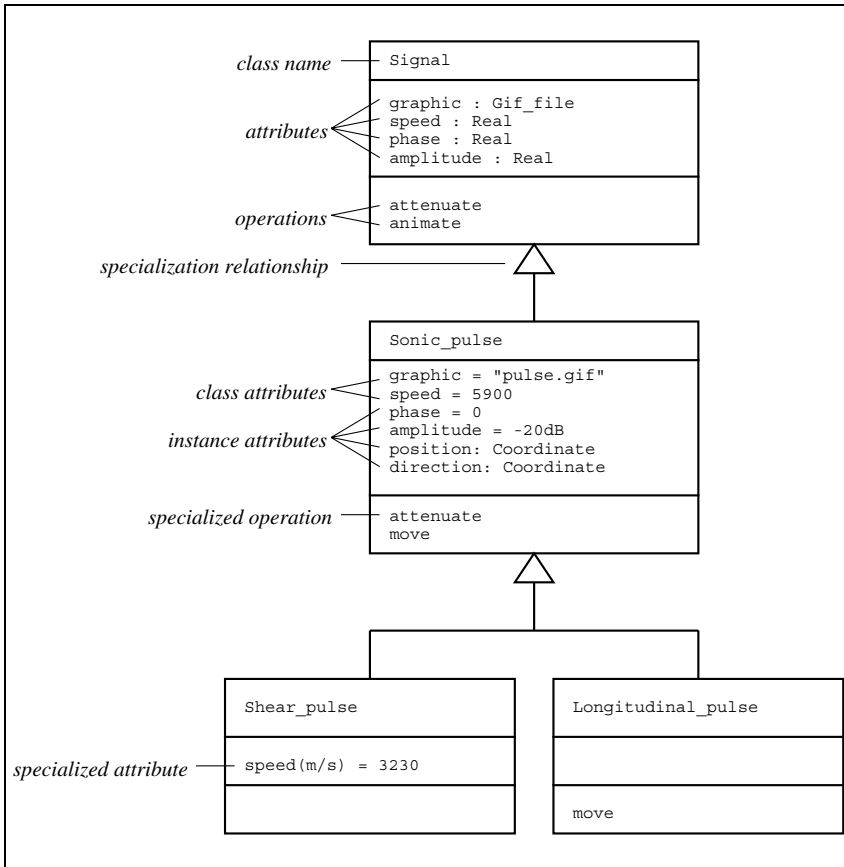 class name
Signal
attributes
graphic : Gif_file
speed : Real
phase : Real
amplitude : Real
operations
attenuate
animate
specialization relationship
Sonic_pulse
class attributes
graphic = "pulse.gif"
speed = 5900
instance attributes
phase = 0
amplitude = -20dB
position: Coordinate
direction: Coordinate
specialized operation
attenuate
move
Shear_pulse
specialized attribute
speed(m/s) = 3230
Longitudinal_pulse
move